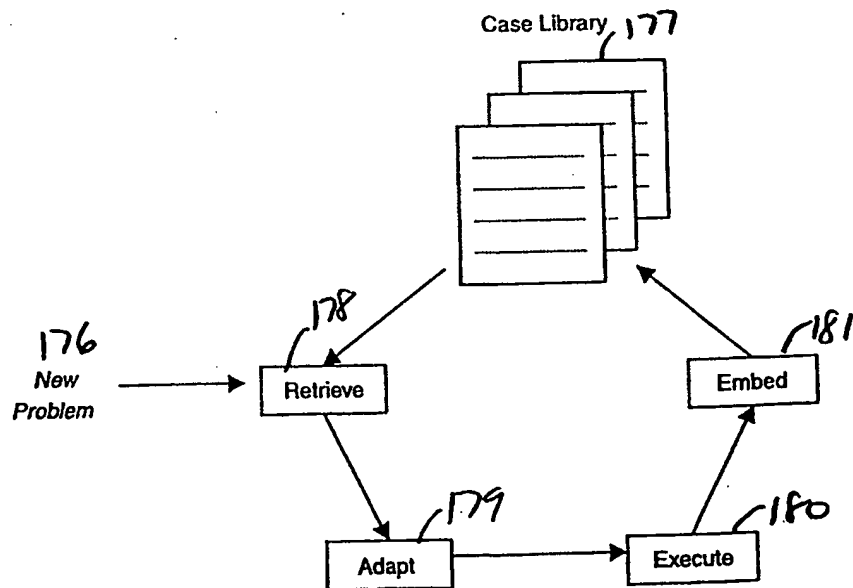 Case Library
177
178
176
New
Problem
Retrieve
181
Embed
179
Adapt
180
Execute